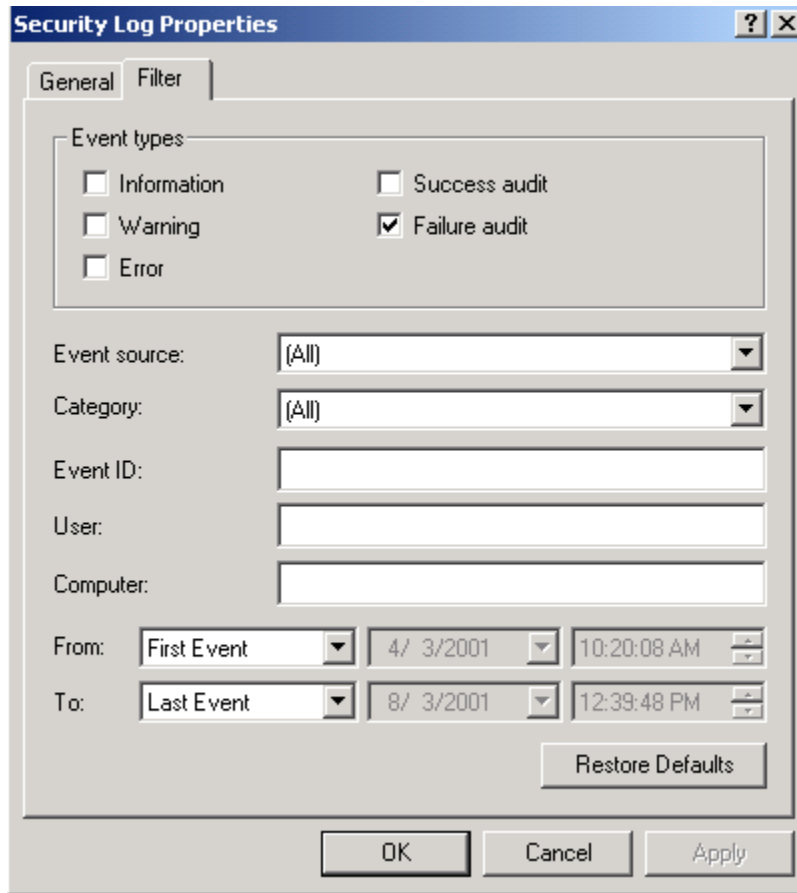 Security Log Properties
General Filter
Event types
Information Success audit
Warning Failure audit
Error
Event source: (All)
Category: (All)
Event ID:
User:
Computer:
From: First Event 4/ 3/2001 10:20:08 AM
To: Last Event 8/ 3/2001 12:39:48 PM
Restore Defaults
OK Cancel Apply